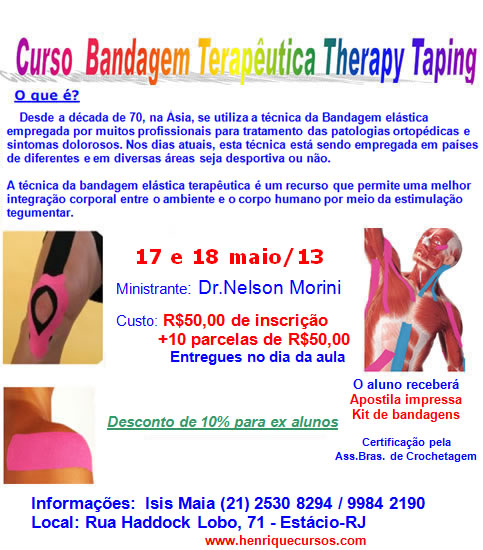 Curso Bandagem Terapêutica Therapy Taping
O que é?
Desde a década de 70, na Ásia, se utiliza a técnica da Bandagem elástica
empregada por muitos profissionais para tratamento das patologias ortopédicas e
sintomas dolorosos. Nos dias atuais, esta técnica está sendo empregada em países
de diferentes e em diversas áreas seja desportiva ou não.
A técnica da bandagem elástica terapêutica é um recurso que permite uma melhor
integração corporal entre o ambiente e o corpo humano por meio da estimulação
tegumentar.
17 e 18 maio/13
Ministrante: Dr.Nelson Morini
Custo: R$50,00 de inscrição
+10 parcelas de R$50,00
Entregues no dia da aula
O aluno receberá
Apostila impressa
Kit de bandagens
Desconto de 10% para ex alunos
Certificação pela
Ass.Bras. de Crochetagem
Informações: Isis Maia (21) 2530 8294 / 9984 2190
Local: Rua Haddock Lobo, 71 - Estácio-RJ
www.henriquecursos.com